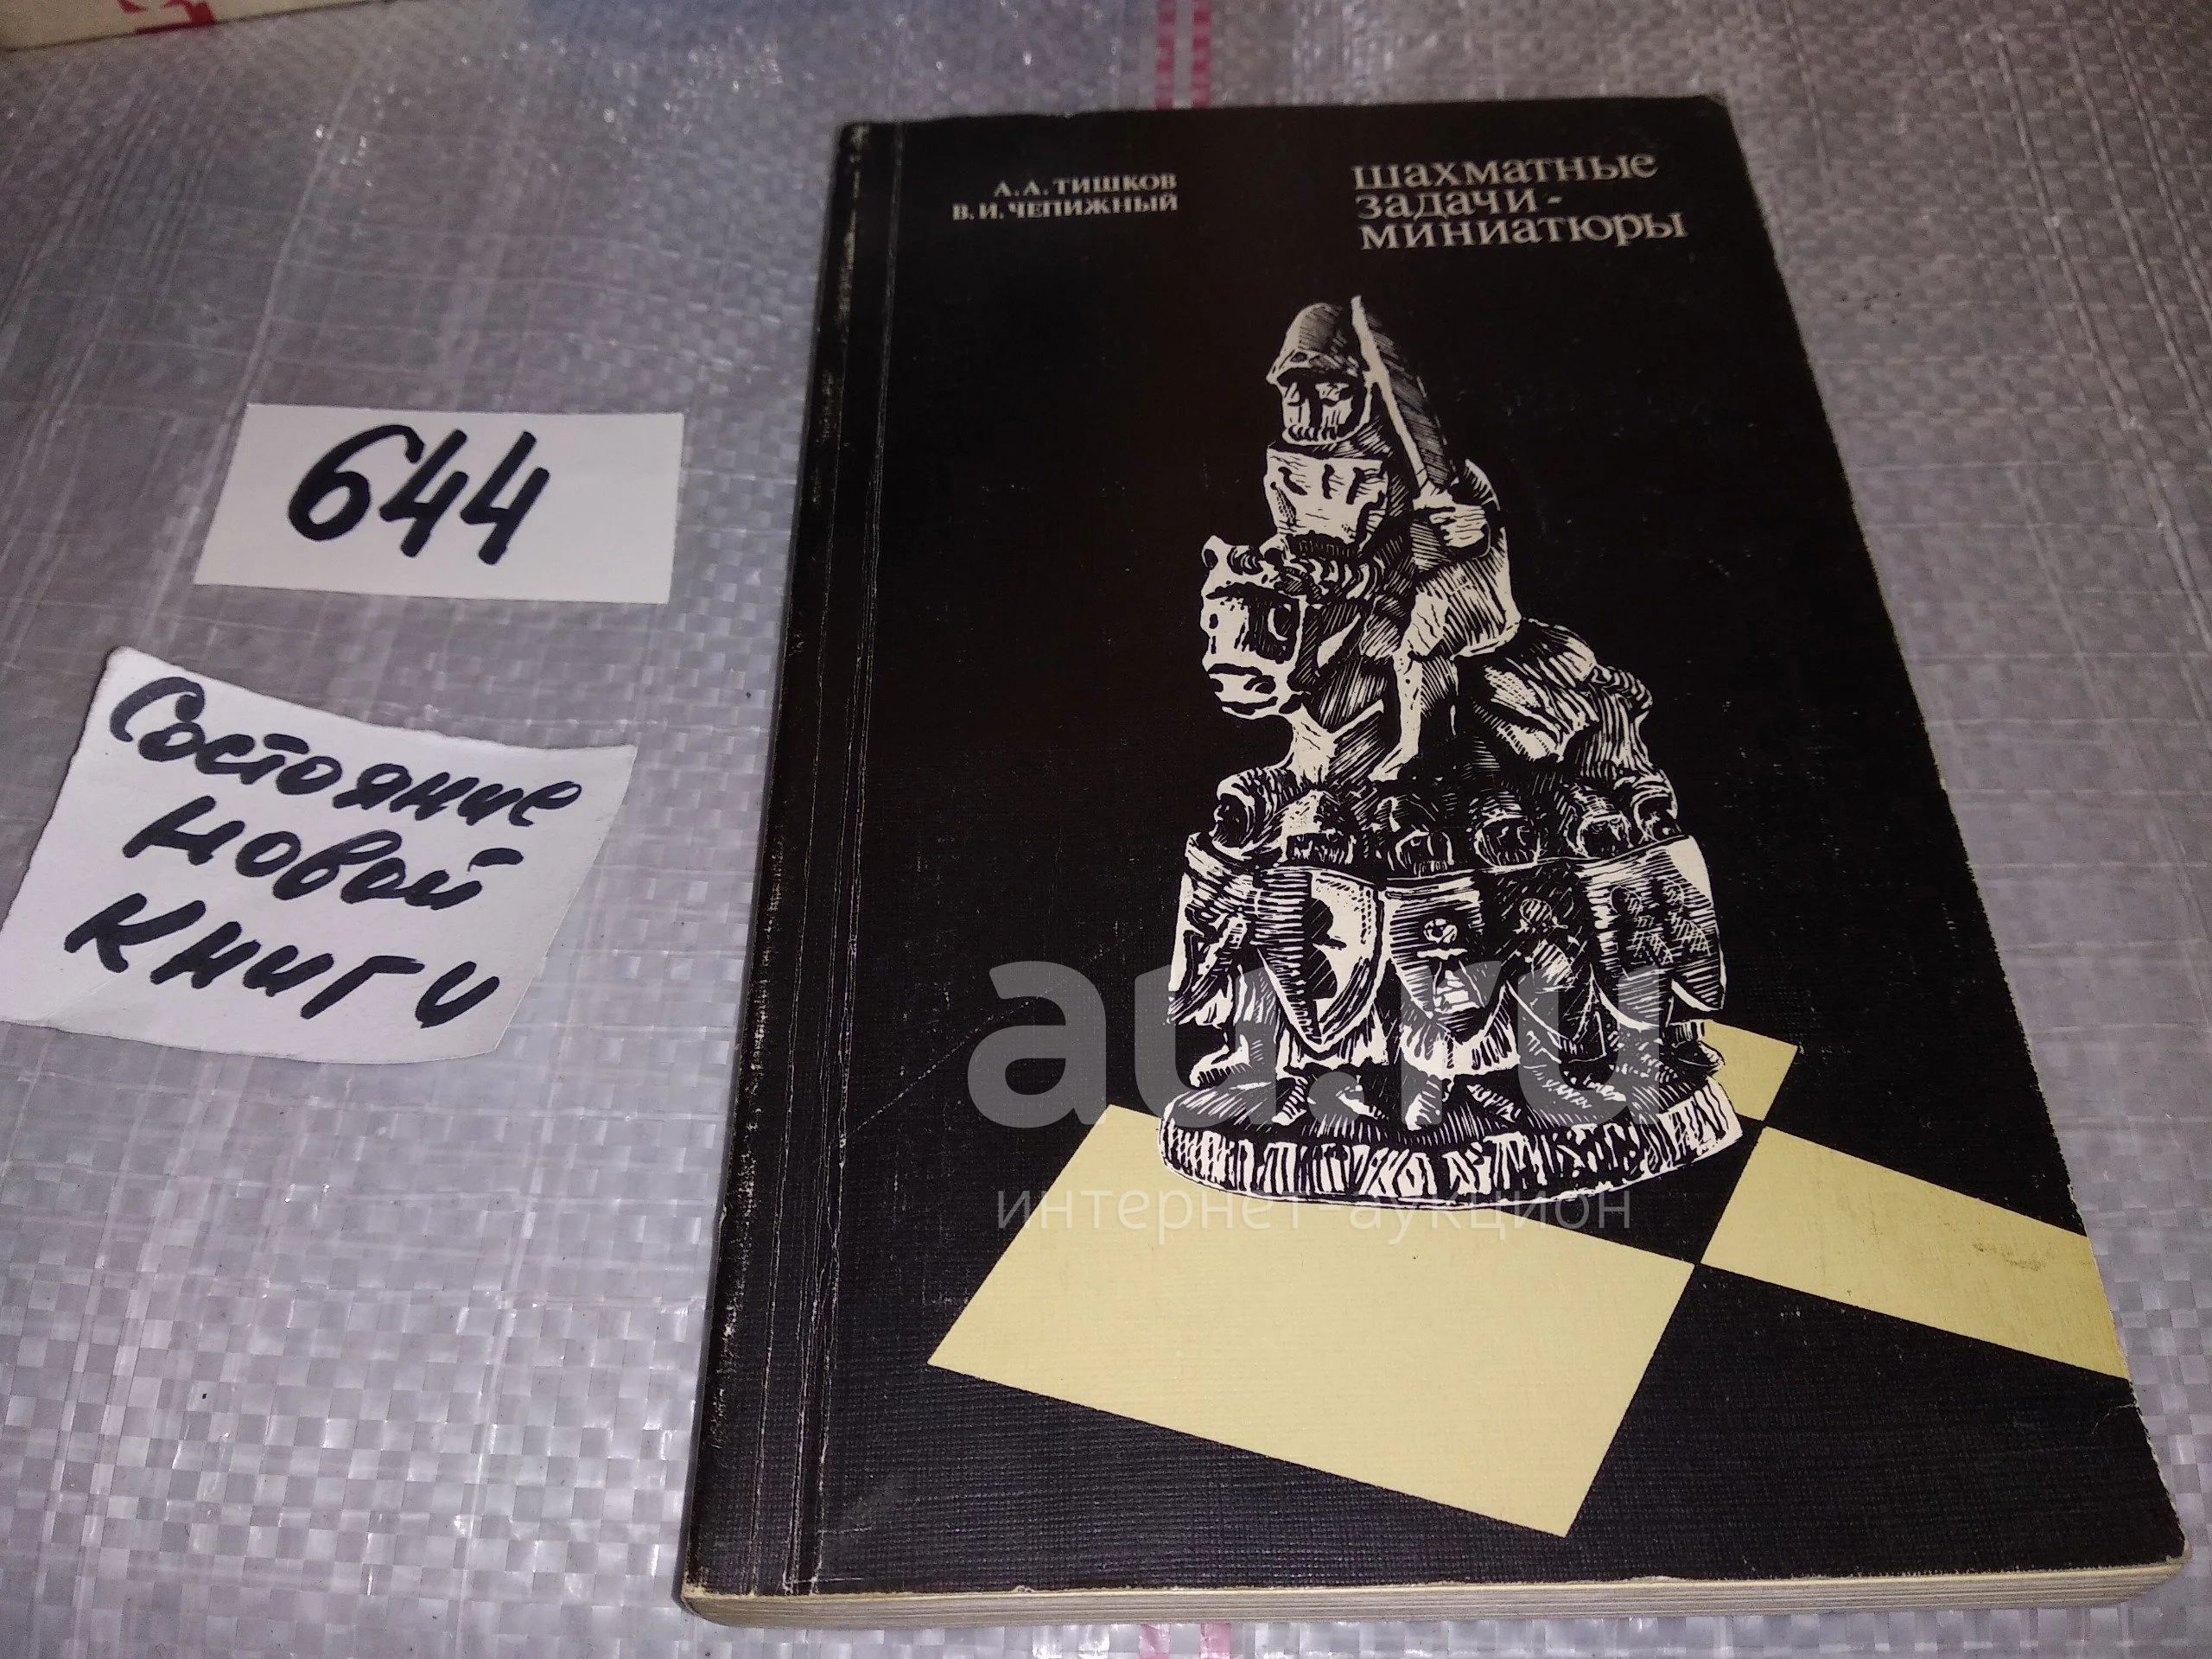 А. А. ТИШКОВ
В. И. ЧЕПИЖНЫЙ
шахматные
задачи-
миниатюры
644
Состояние
новой
книги
au.ru
интернет-аукцион